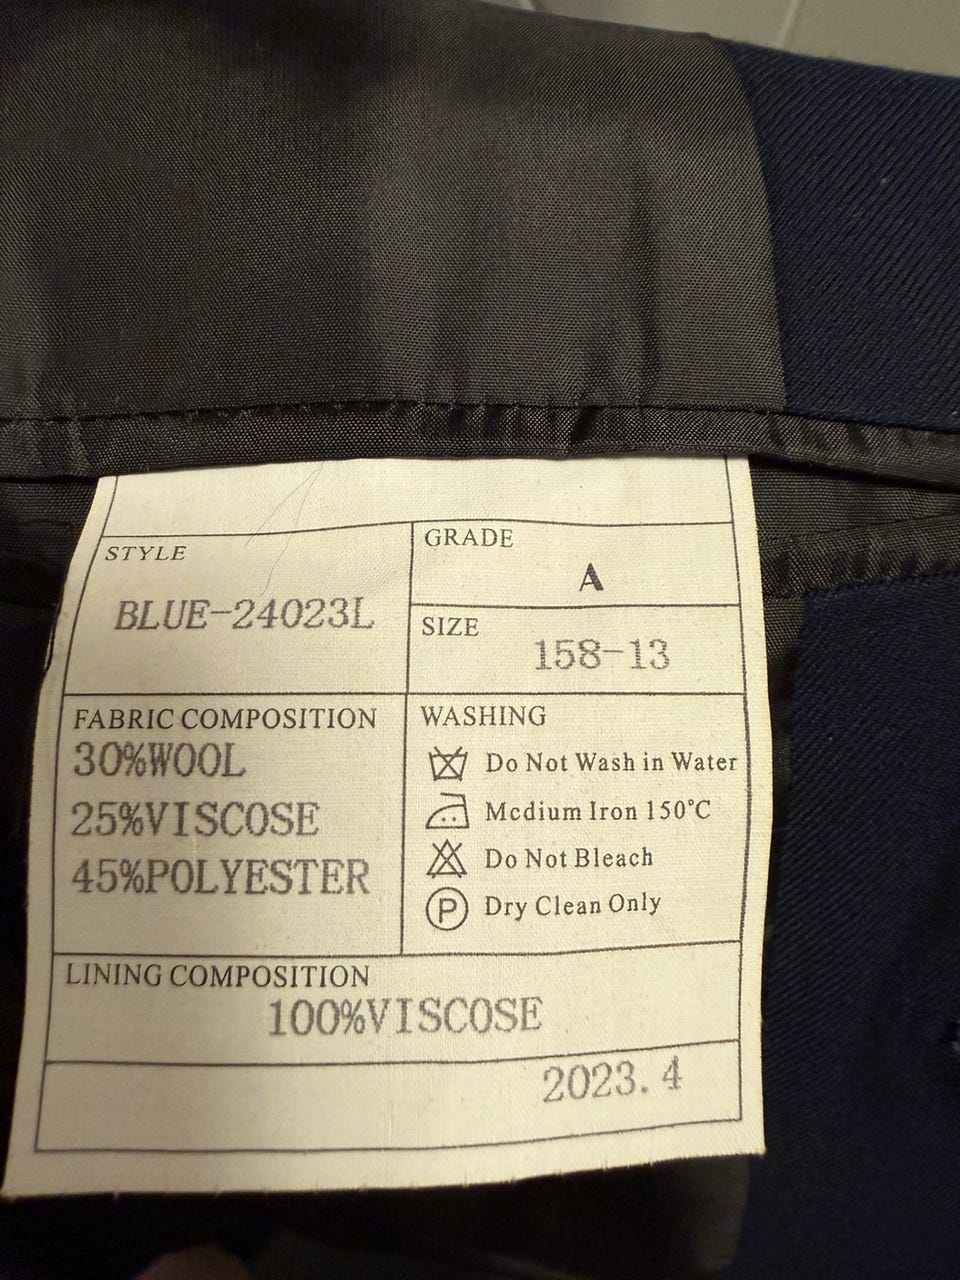 STYLE
BLUE-24023L
GRADE
A
SIZE
158-13
FABRIC COMPOSITION
30%WOOL
25%VISCOSE
45%POLYESTER
WASHING
Do Not Wash in Water
Mcdium Iron 150°C
Do Not Bleach
P Dry Clean Only
LINING COMPOSITION
100%VISCOSE
2023.4